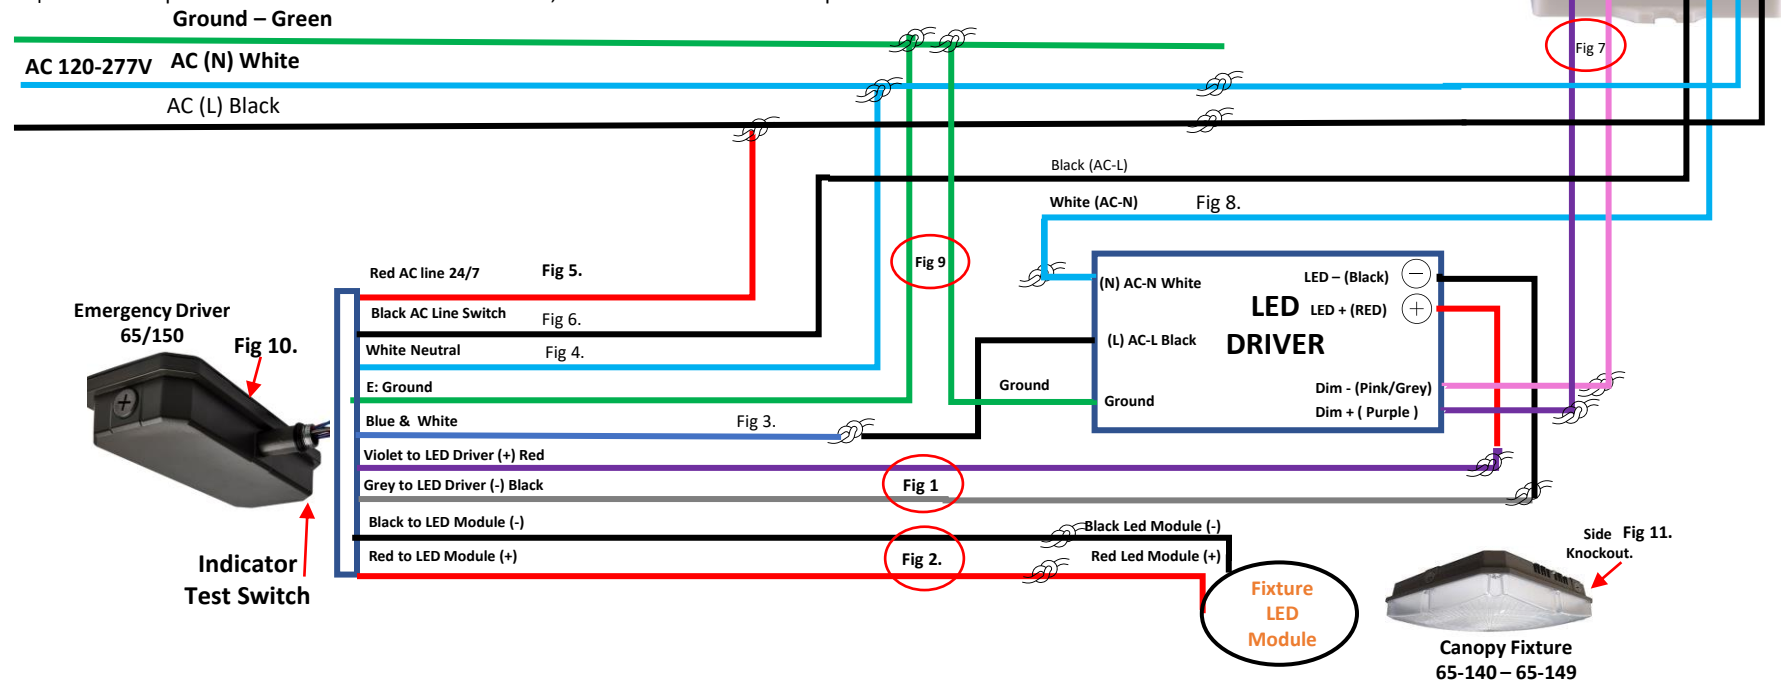 Ground – Green
AC (N) White
AC 120-277V
AC (L) Black
Fig 7
Black (AC-L)
White (AC-N)
Fig 8.
Red AC line 24/7
Fig 5.
Fig 9
Black AC Line Switch
Fig 6.
White Neutral
Fig 4.
E: Ground
Blue & White
Fig 3.
Violet to LED Driver (+) Red
Grey to LED Driver (-) Black
Fig 1
Black to LED Module (-)
Red to LED Module (+)
Fig 2.
Black Led Module (-)
Red Led Module (+)
(N) AC-N White
(L) AC-L Black
Ground
Ground
LED
DRIVER
LED – (Black)
LED + (RED)
Dim - (Pink/Grey)
Dim + ( Purple )
Emergency Driver
65/150
Fig 10.
Indicator
Test Switch
Fixture
LED
Module
Side
Knockout.
Fig 11.
Canopy Fixture
65-140 – 65-149